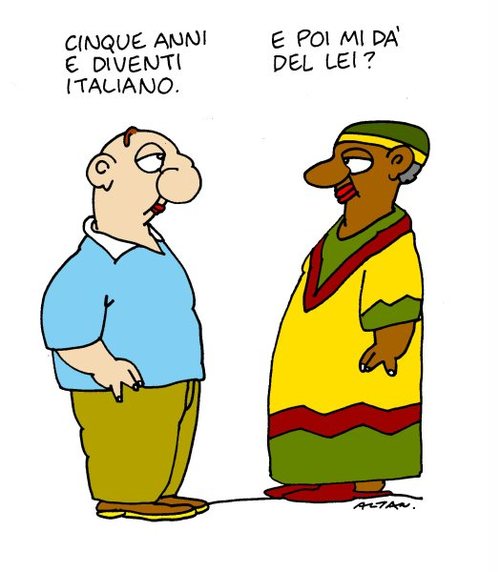 CINQUE ANNI
E DIVENTI
ITALIANO.
E POI MI DA'
DEL LEI?
ALTAN.